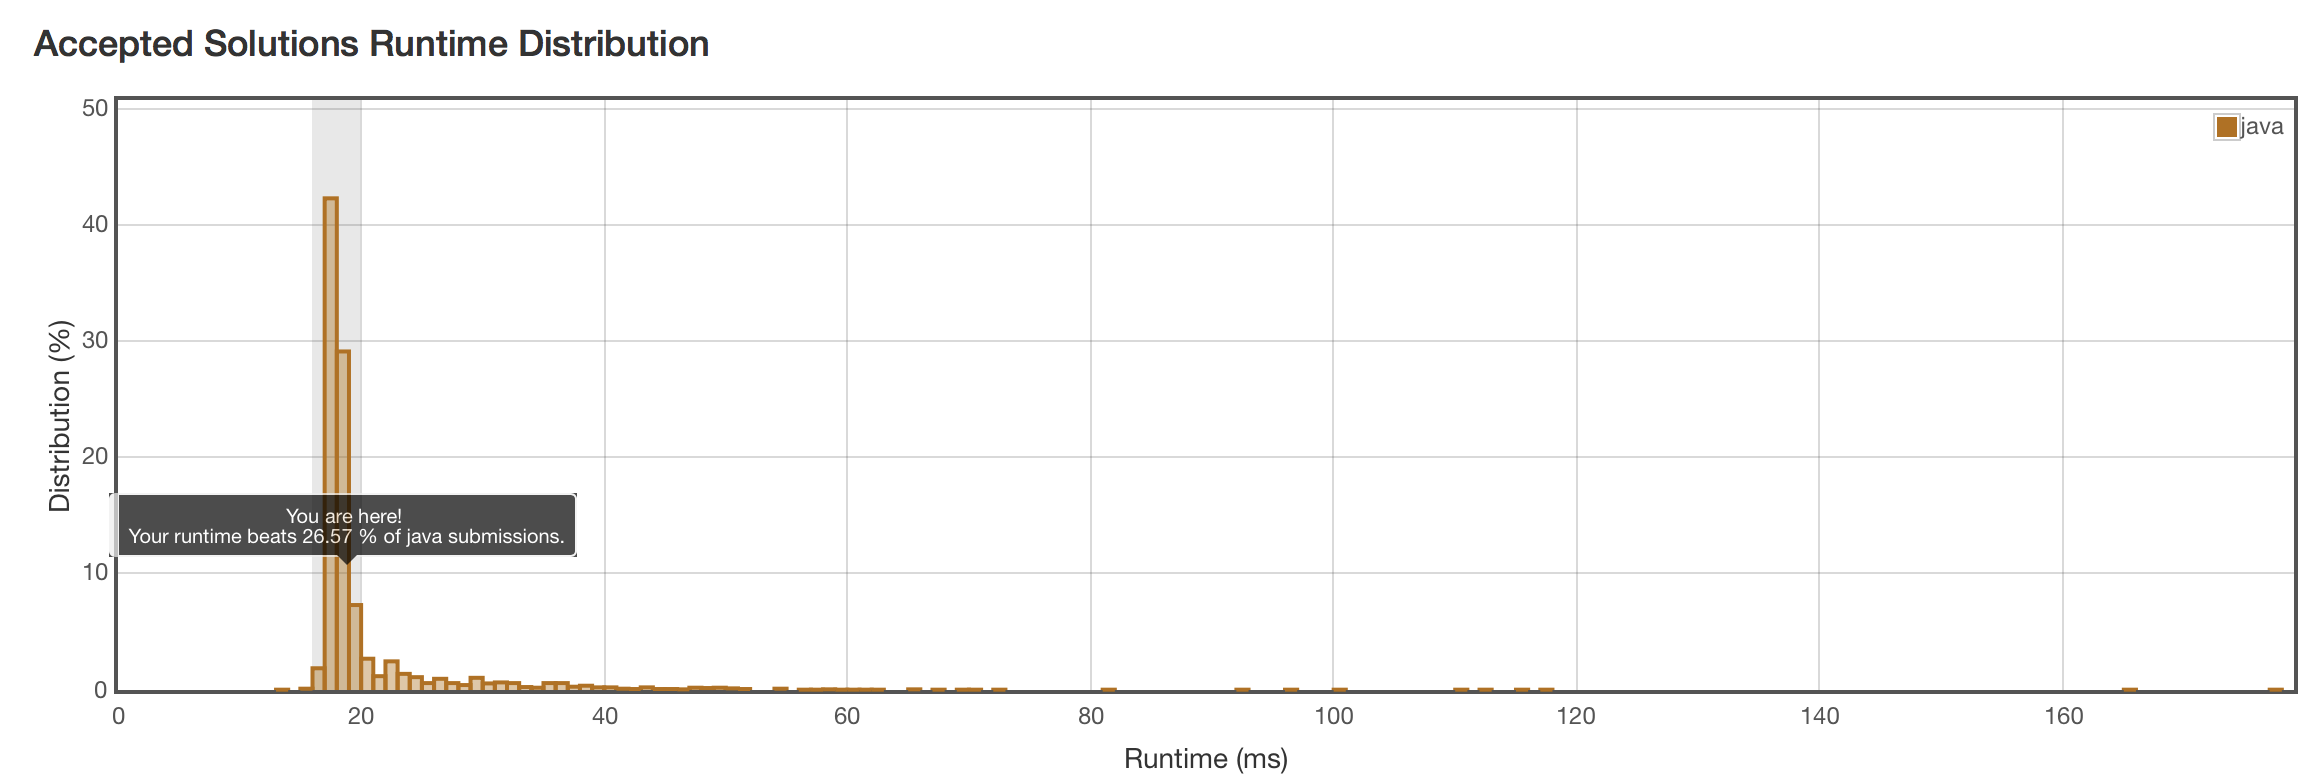 Accepted Solutions Runtime Distribution
50
java
40
30
20
10
0
Distribution (%)
You are here!
Your runtime beats 26.57 % of java submissions.
0 20 40 60 80 100 120 140 160
Runtime (ms)